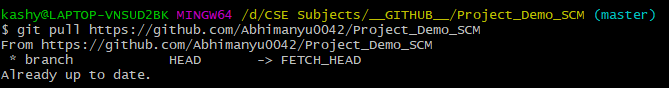 kashy@LAPTOP-VNSUD2BK MINGW64 /d/CSE Subjects/__GITHUB__/Project_Demo_SCM (master)
$ git pull https://github.com/Abhimanyu0042/Project_Demo_SCM
From https://github.com/Abhimanyu0042/Project_Demo_SCM
 * branch            HEAD       -> FETCH_HEAD
Already up to date.